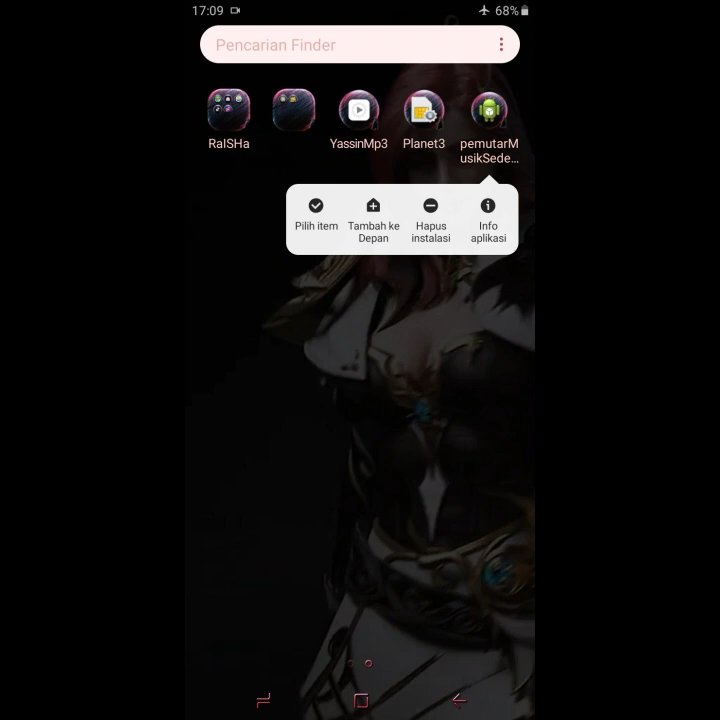 17:09
68%
Pencarian Finder
RaISHa
YassinMp3
Planet3
pemutarM
usikSede...
Pilih item
Tambah ke
Depan
Hapus
instalasi
Info
aplikasi